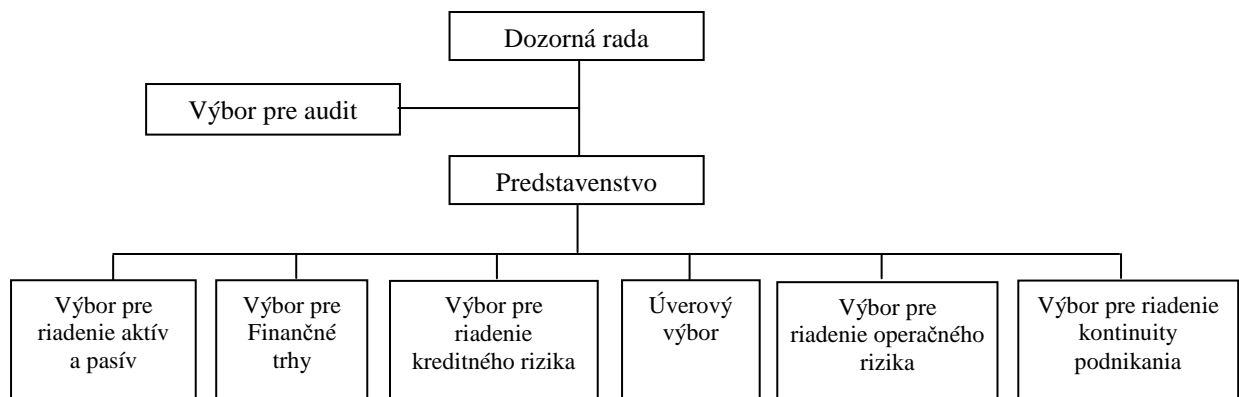 Dozorná rada
Výbor pre audit
Predstavenstvo
Výbor pre
riadenie aktív
a pasív
Výbor pre
Finančné
trhy
Výbor pre
riadenie
kreditného rizika
Úverový
výbor
Výbor pre
riadenie operačného
rizika
Výbor pre riadenie
kontinuity
podnikania